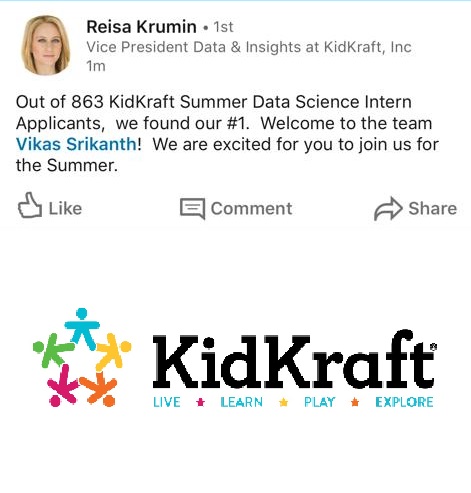 Reisa Krumin • 1st
Vice President Data & Insights at KidKraft, Inc
1m
Out of 863 KidKraft Summer Data Science Intern
Applicants, we found our #1. Welcome to the team
Vikas Srikanth! We are excited for you to join us for
the Summer.
Like Comment Share
KidKraft®
LIVE ★ LEARN ★ PLAY ★ EXPLORE